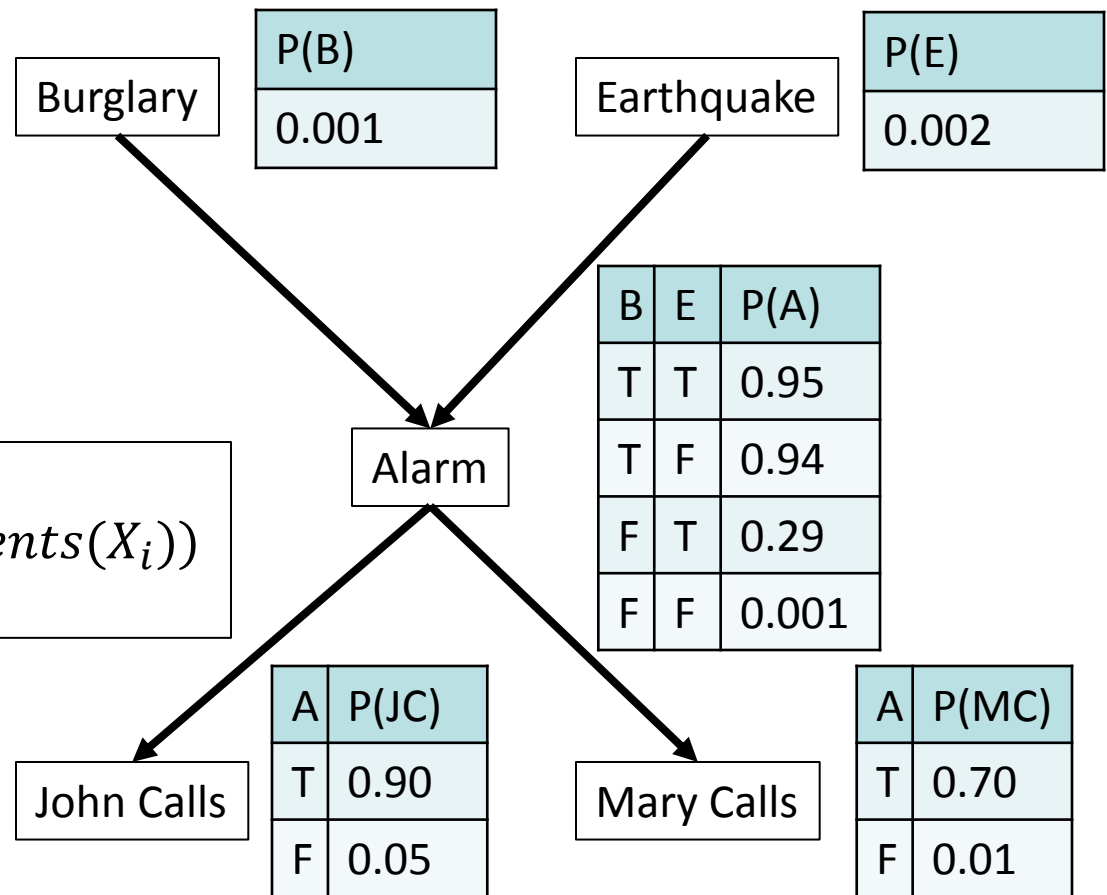 Burglary
P(B)
0.001
Earthquake
P(E)
0.002
B E P(A)
T T 0.95
T F 0.94
F T 0.29
F F 0.001
Alarm
ents(X_i))
John Calls
A P(JC)
T 0.90
F 0.05
Mary Calls
A P(MC)
T 0.70
F 0.01